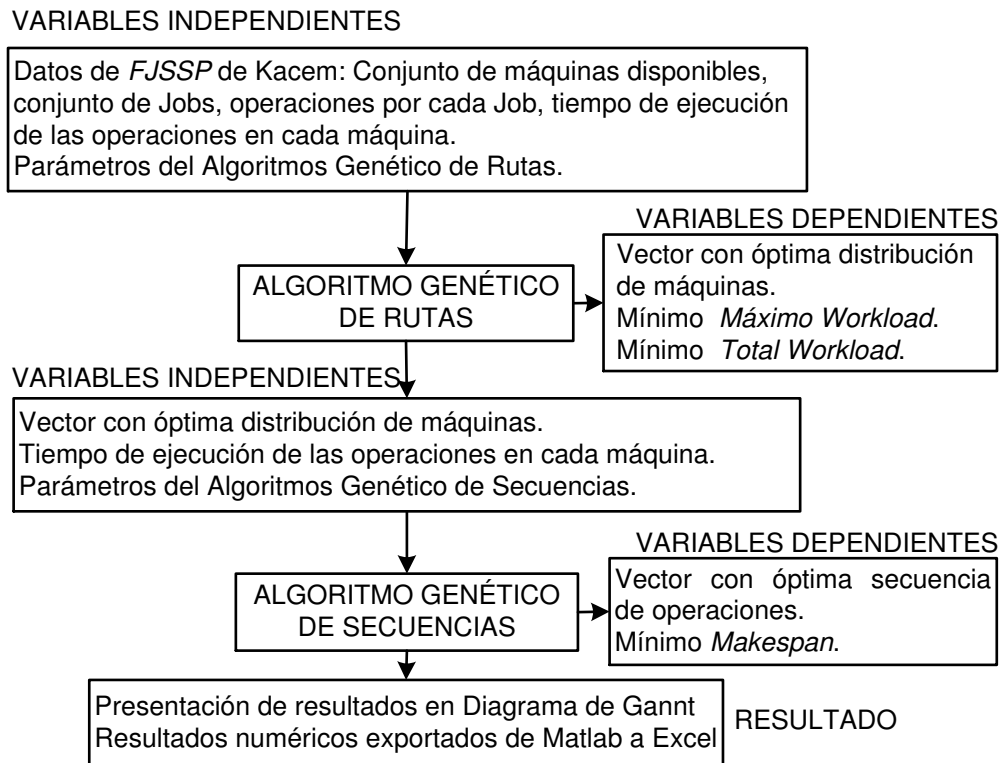 VARIABLES INDEPENDIENTES
Datos de FJSSP de Kacem: Conjunto de máquinas disponibles,
conjunto de Jobs, operaciones por cada Job, tiempo de ejecución
de las operaciones en cada máquina.
Parámetros del Algoritmos Genético de Rutas.
VARIABLES DEPENDIENTES
ALGORITMO GENÉTICO
DE RUTAS
Vector con óptima distribución
de máquinas.
Mínimo Máximo Workload.
Mínimo Total Workload.
VARIABLES INDEPENDIENTES
Vector con óptima distribución de máquinas.
Tiempo de ejecución de las operaciones en cada máquina.
Parámetros del Algoritmos Genético de Secuencias.
VARIABLES DEPENDIENTES
ALGORITMO GENÉTICO
DE SECUENCIAS
Vector con óptima secuencia
de operaciones.
Mínimo Makespan.
Presentación de resultados en Diagrama de Gannt
Resultados numéricos exportados de Matlab a Excel
RESULTADO